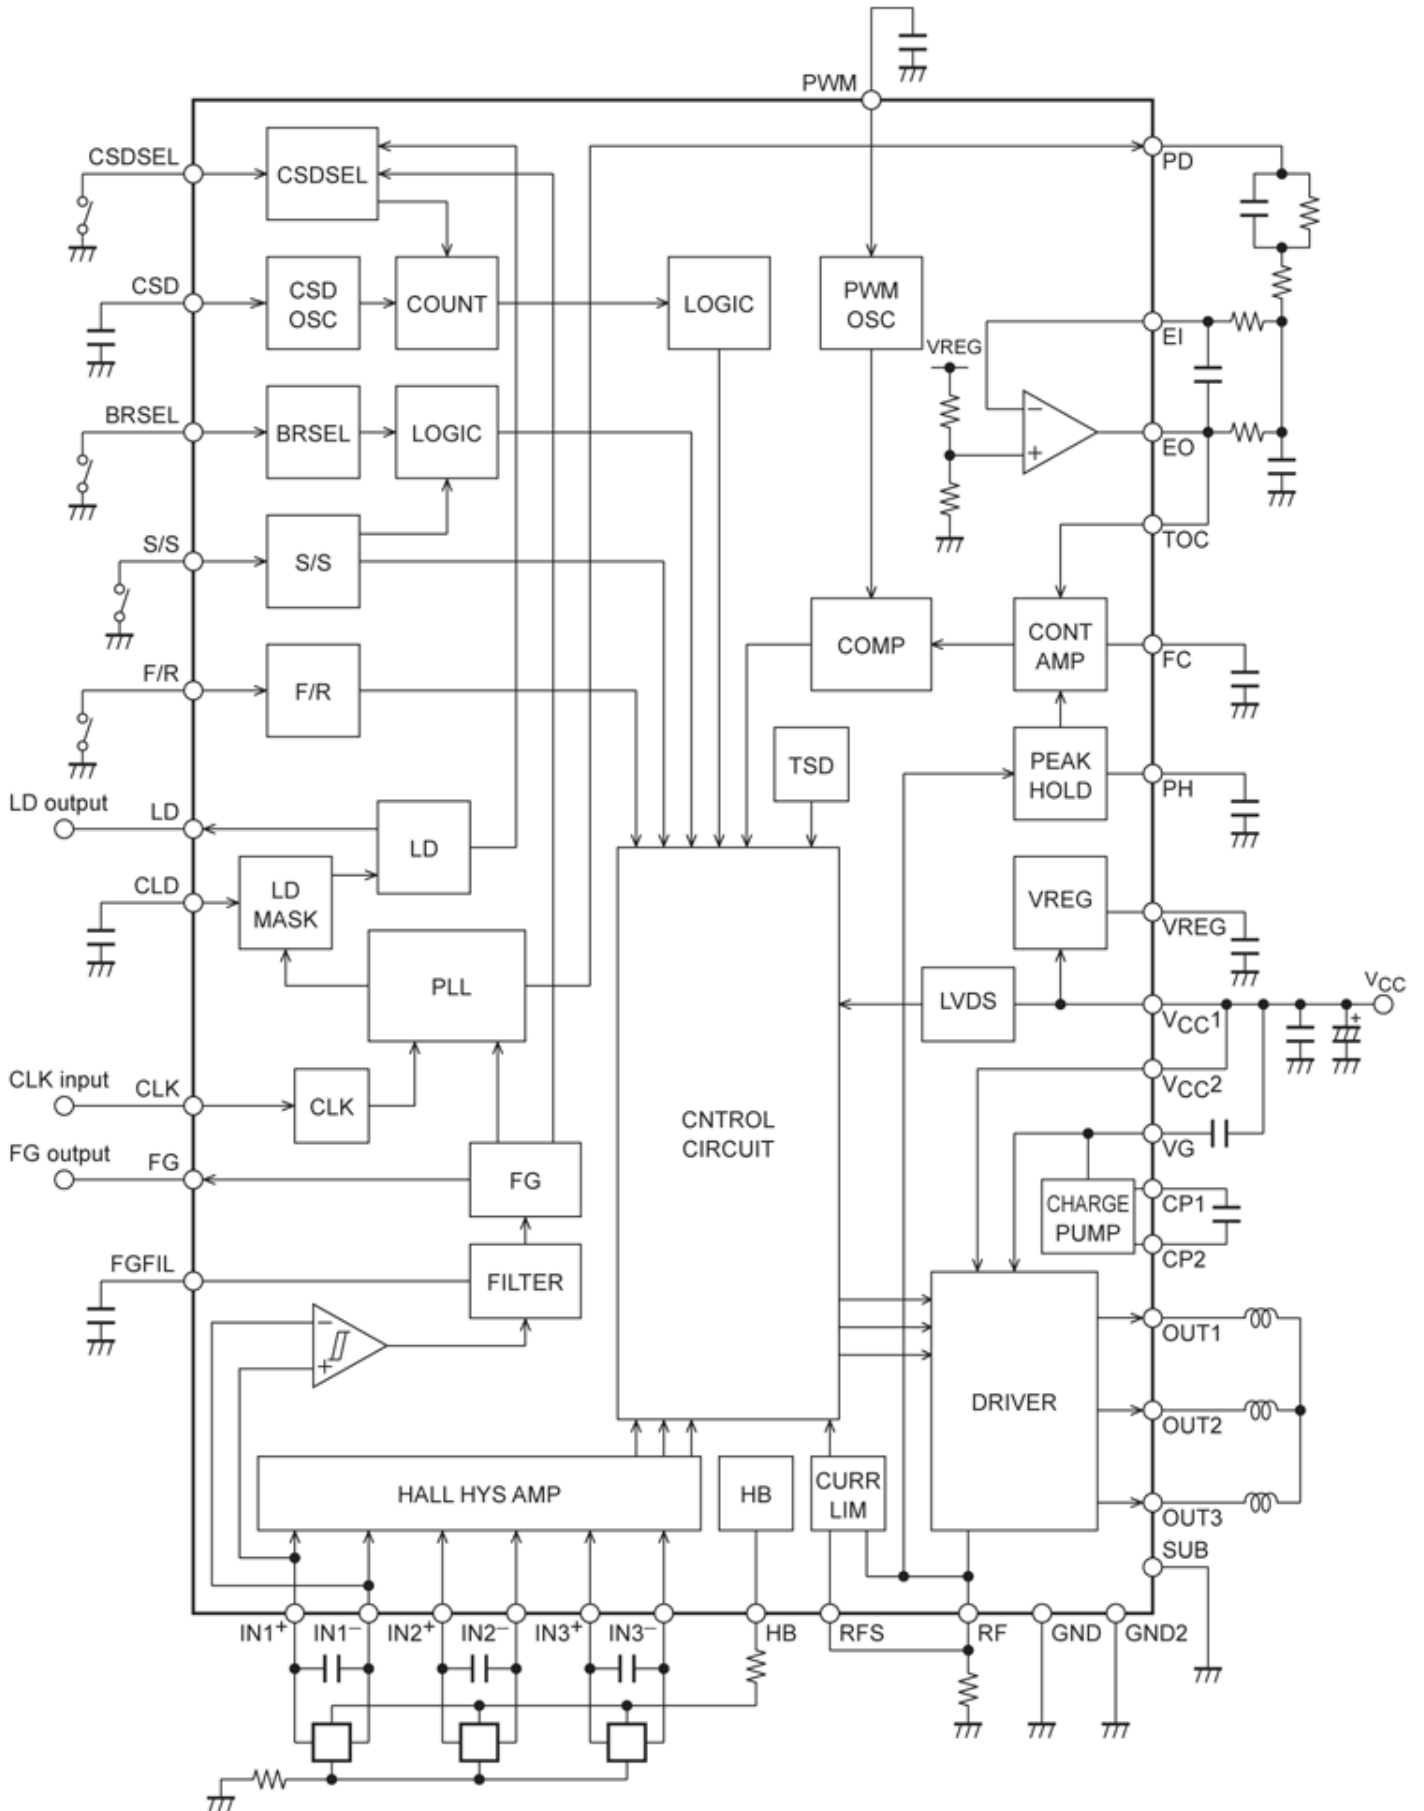 PWM
CSDSEL
CSDSEL
PD
CSD
CSD
OSC
COUNT
LOGIC
PWM
OSC
EI
VREG
BRSEL
BRSEL
LOGIC
−
+
EO
S/S
S/S
TOC
COMP
CONT
AMP
FC
F/R
F/R
TSD
PEAK
HOLD
PH
LD output
LD
LD
CLD
LD
MASK
VREG
VREG
PLL
LVDS
VCC1
VCC
+
VCC2
CLK input
CLK
CLK
CNTROL
CIRCUIT
VG
FG output
FG
FG
CHARGE
PUMP
CP1
CP2
FGFIL
FILTER
−
+
OUT1
DRIVER
OUT2
HALL HYS AMP
HB
CURR
LIM
OUT3
SUB
IN1+
IN1−
IN2+
IN2−
IN3+
IN3−
HB
RFS
RF
GND
GND2